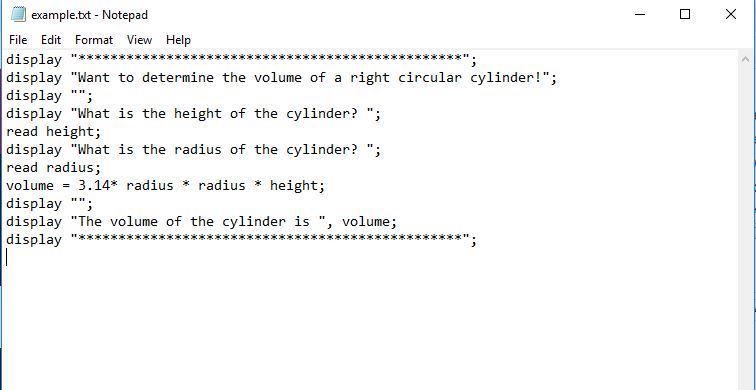 example.txt - Notepad
File Edit Format View Help
display "************************************************";
display "Want to determine the volume of a right circular cylinder!";
display "";
display "What is the height of the cylinder? ";
read height;
display "What is the radius of the cylinder? ";
read radius;
volume = 3.14* radius * radius * height;
display "";
display "The volume of the cylinder is ", volume;
display "************************************************";